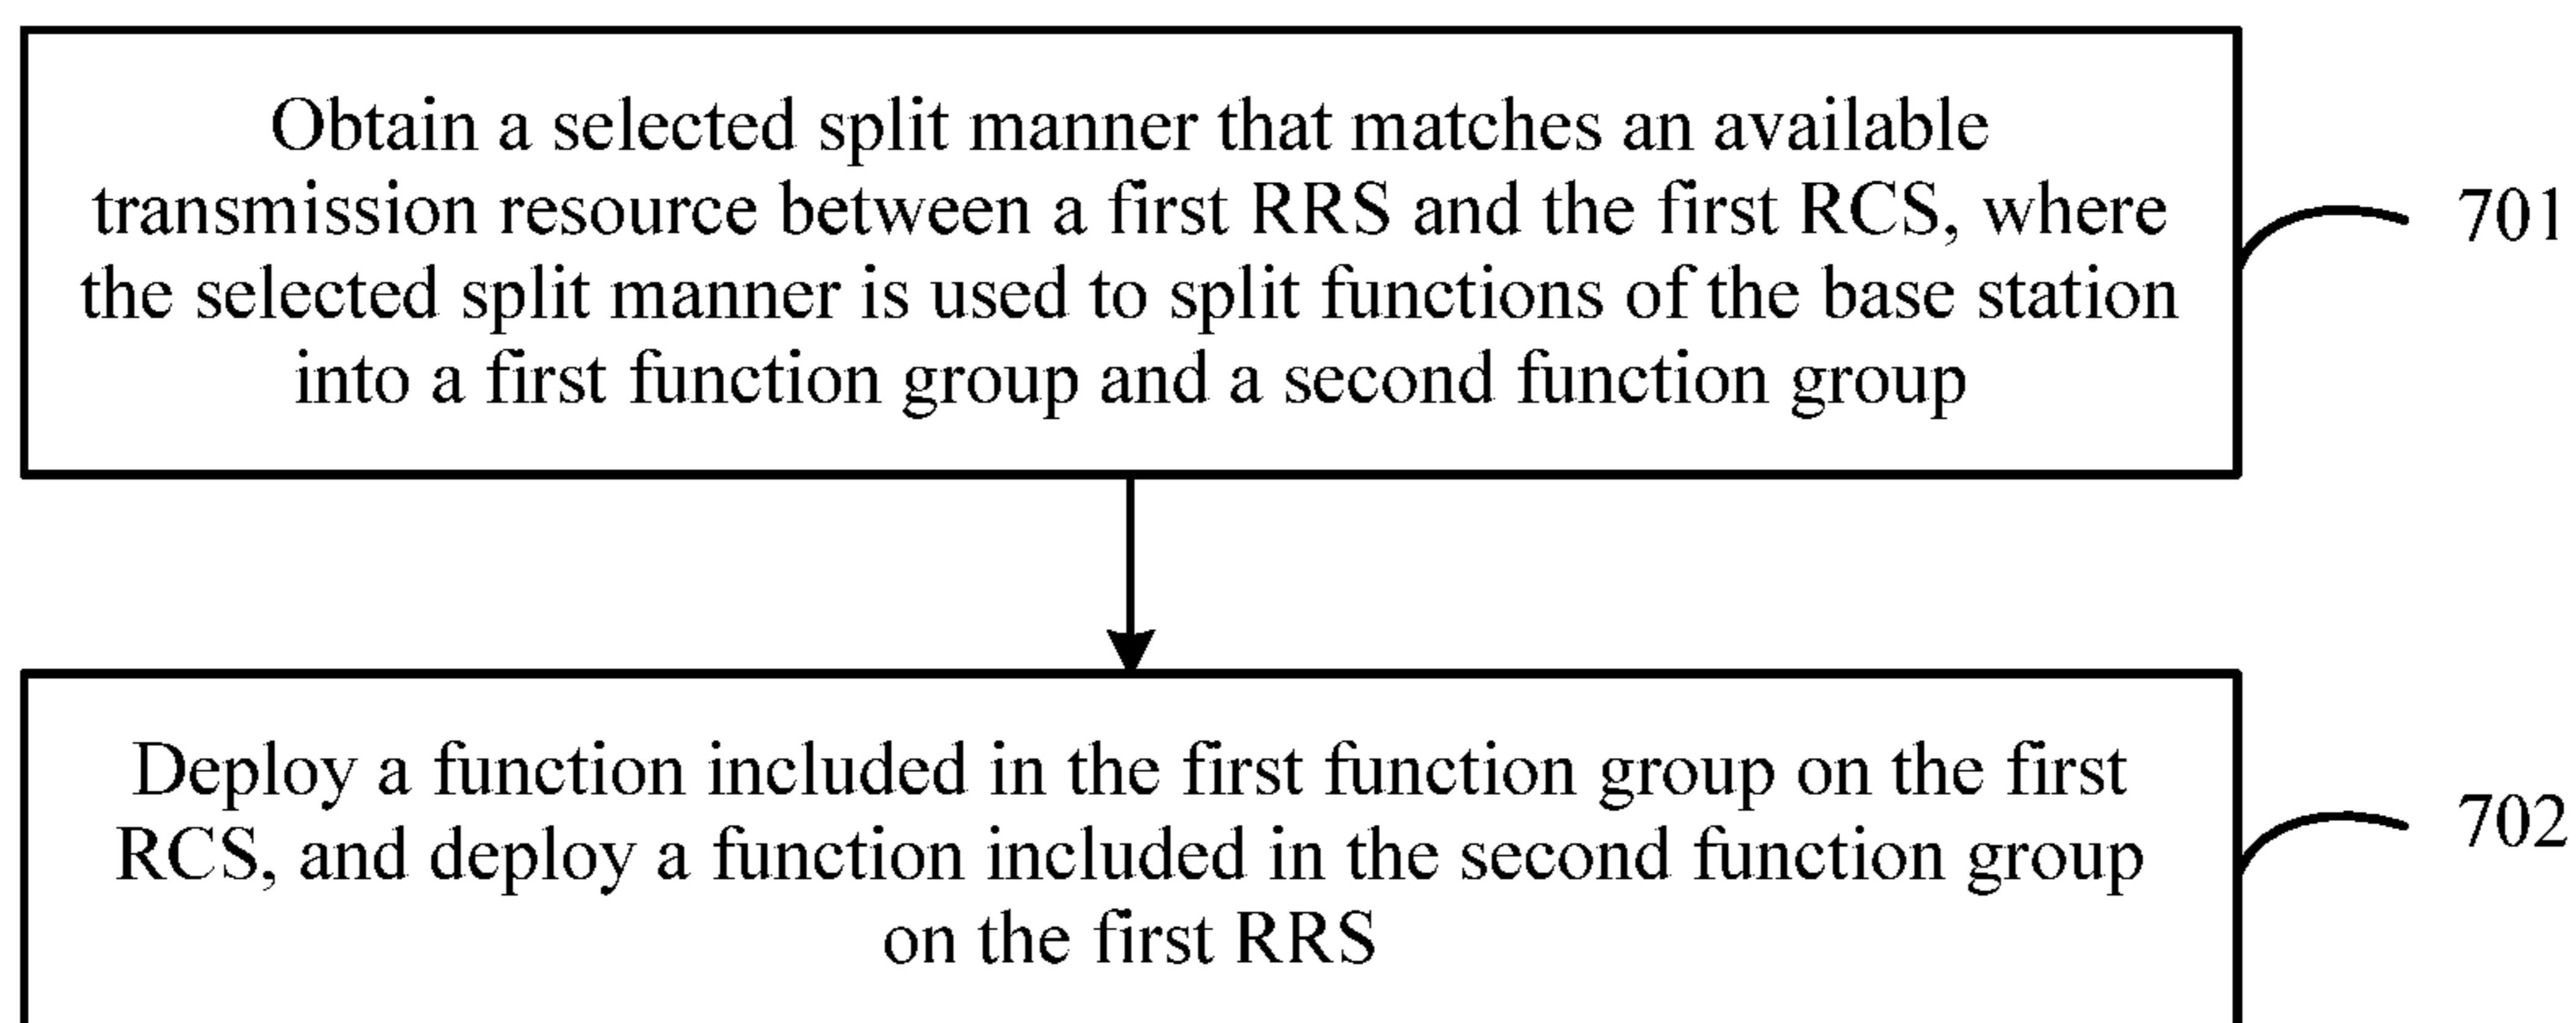 Obtain a selected split manner that matches an available
transmission resource between a first RRS and the first RCS, where
the selected split manner is used to split functions of the base station
into a first function group and a second function group
701
Deploy a function included in the first function group on the first
RCS, and deploy a function included in the second function group
on the first RRS
702